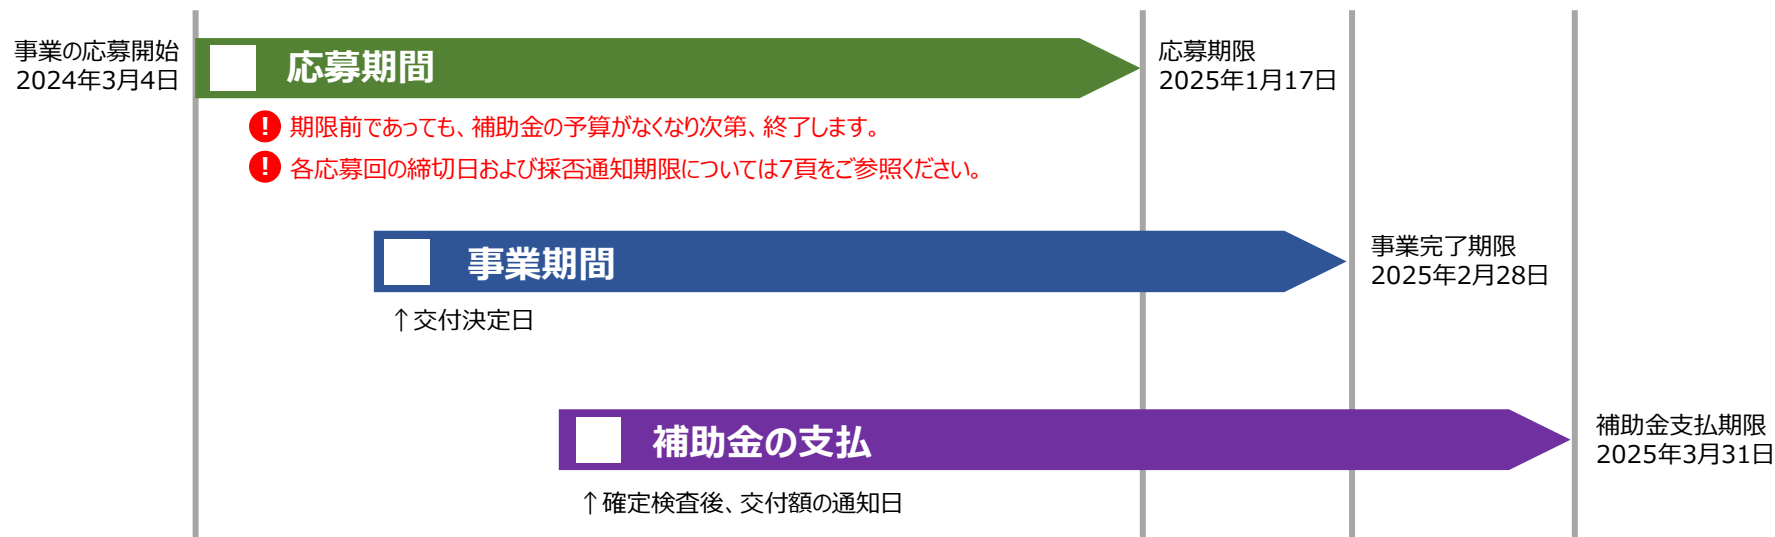 事業の応募開始
2024年3月4日
応募期間
応募期限
2025年1月17日
! 期限前であっても、補助金の予算がなくなり次第、終了します。
! 各応募回の締切日および採否通知期限については7頁をご参照ください。
事業期間
事業完了期限
2025年2月28日
↑交付決定日
補助金の支払
補助金支払期限
2025年3月31日
↑確定検査後、交付額の通知日